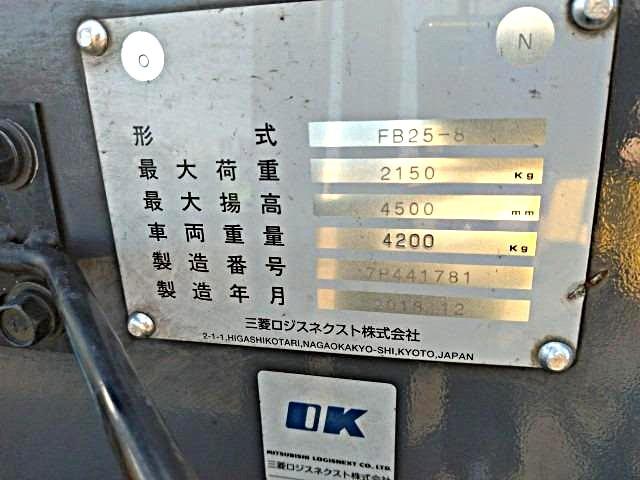 O
N
形式 FB25-8
最大荷重 2150 Kg
最大揚高 4500 mm
車両重量 4200 Kg
製造番号 7P441781
製造年月 2018.12
三菱ロジスネクスト株式会社
2-1-1,HIGASHIKOTARI,NAGAOKAKYO-SHI,KYOTO,JAPAN
OK
MITSUBISHI LOGISNEXT CO., LTD.
三菱ロジスネクスト株式会社